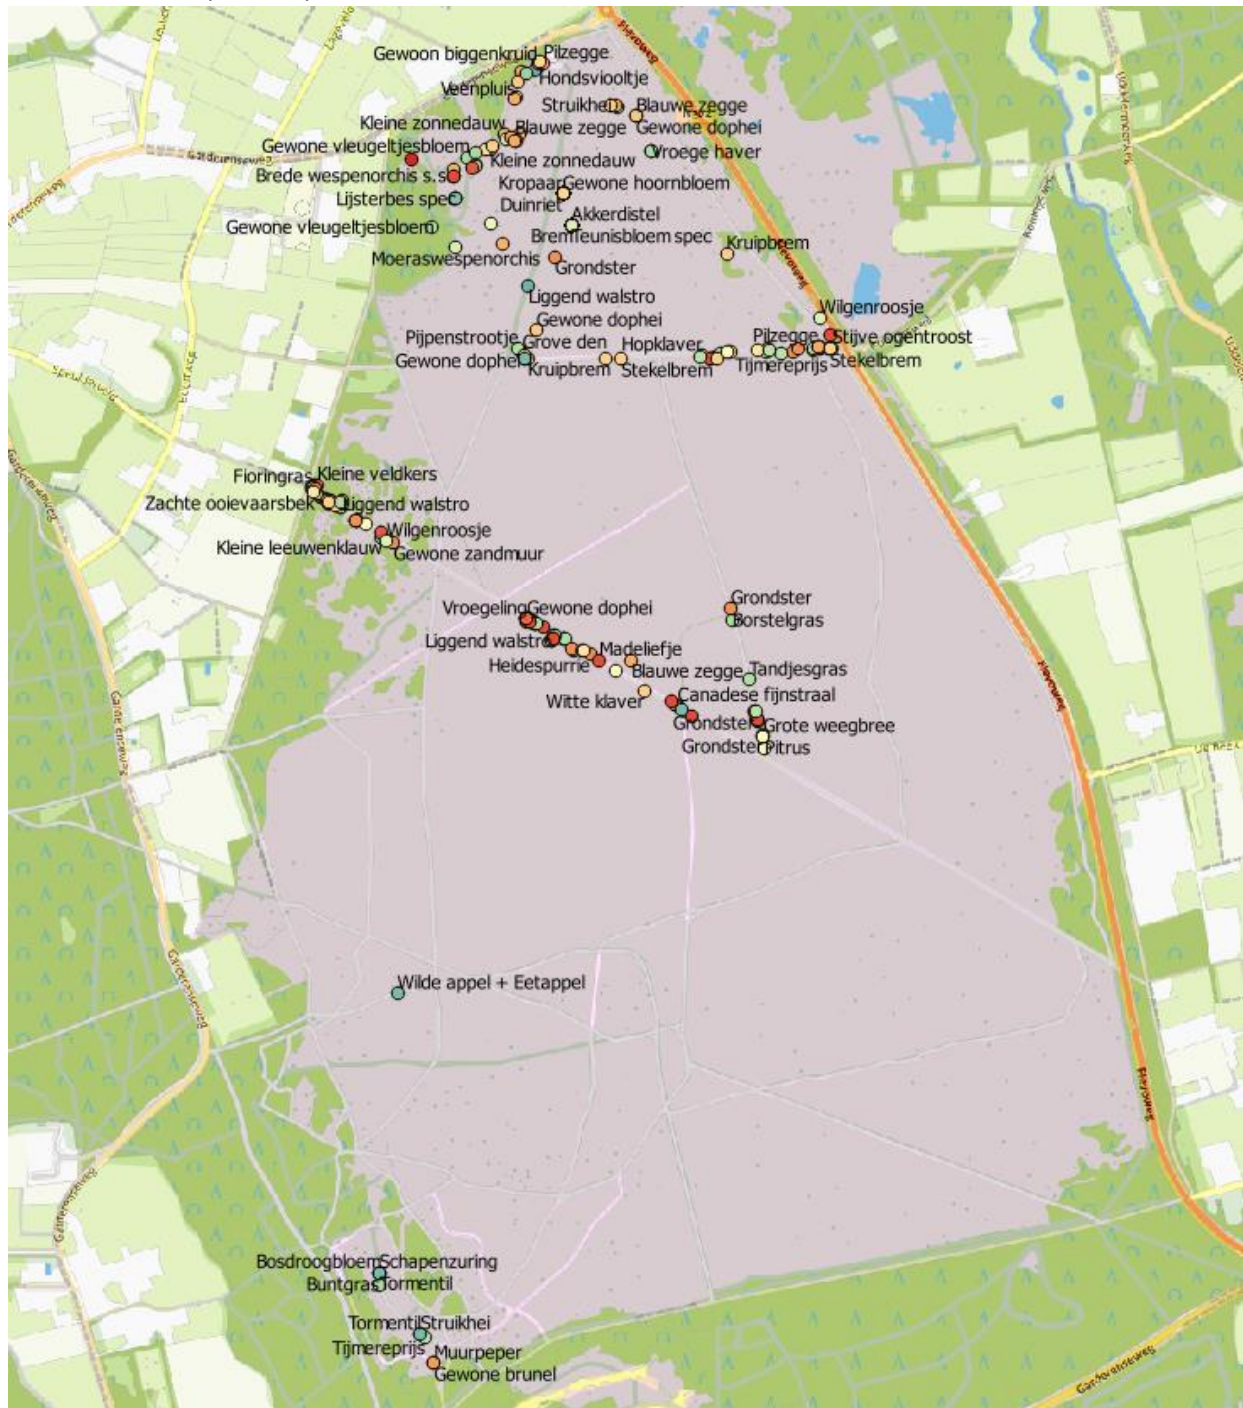 Gewoon biggenkruid
Pilzegge
Hondsviooltje
Veenpluis
Struikhei
Blauwe zegge
Kleine zonnedauw
Blauwe zegge
Gewone dophei
Gewone vleugeltjesbloem
Vroege haver
Garderenseweg
Kleine zonnedauw
Brede wespenorchis s.s
Kropaar
Gewone hoornbloem
Lijsterbes spec
Duinriet
Akkerdistel
Gewone vleugeltjesbloem
Kruipbrem
Moeraswespenorchis
Grondster
Liggend walstro
Wilgenroosje
Gewone dophei
Pijpenstrootje
Grove den
Hopklaver
Pilzegge
Stijve ogentroost
Gewone dophei
Kruipbrem
Stekelbrem
Tijmereprijs
Stekelbrem
Fioringras
Kleine veldkers
Zachte ooievaarsbek
Liggend walstro
Wilgenroosje
Kleine leeuwenklauw
Gewone zandmuur
Grondster
Vroegeling
Gewone dophei
Borstelgras
Liggend walstro
Madeliefje
Heidespurrie
Blauwe zegge
Tandjesgras
Witte klaver
Canadese fijnstraal
Grondster
Grote weegbree
Grondster
Pitrus
Garderenseweg
Garderenseweg
Wilde appel + Eetappel
Garderenseweg
Bosdroogbloem
Schapenzuring
Buntgras
Tormentil
Tormentil
Struikhei
Tijmereprijs
Muurpeper
Gewone brunel
Garderenseweg